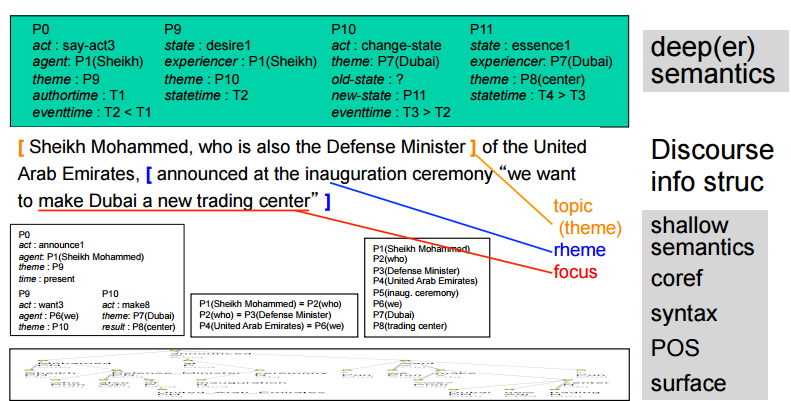 P0 P9 P10 P11
act : say-act3 state : desire1 act : change-state state : essence1
agent: P1(Sheikh) experiencer : P1(Sheikh) theme: P7(Dubai) experiencer: P7(Dubai)
theme : P9 theme : P10 old-state : ? theme : P8(center)
authortime : T1 statetime : T2 new-state : P11 statetime : T4 > T3
eventtime : T2 < T1 eventtime : T3 > T2
deep(er)
semantics
[ Sheikh Mohammed, who is also the Defense Minister ] of the United
Arab Emirates, [ announced at the inauguration ceremony “we want
to make Dubai a new trading center” ]
Discourse
info struc
topic
(theme)
rheme
focus
P0
act : announce1
agent: P1(Sheikh Mohammed)
theme : P9
time : present
P9 P10
act : want3 act : make8
agent : P6(we) theme: P7(Dubai)
theme : P10 result : P8(center)
P1(Sheikh Mohammed) = P2(who)
P2(who) = P3(Defense Minister)
P4(United Arab Emirates) = P6(we)
P1(Sheikh Mohammed)
P2(who)
P3(Defense Minister)
P4(United Arab Emirates)
P5(inaug. ceremony)
P6(we)
P7(Dubai)
P8(trading center)
shallow
semantics
coref
syntax
POS
surface
announced